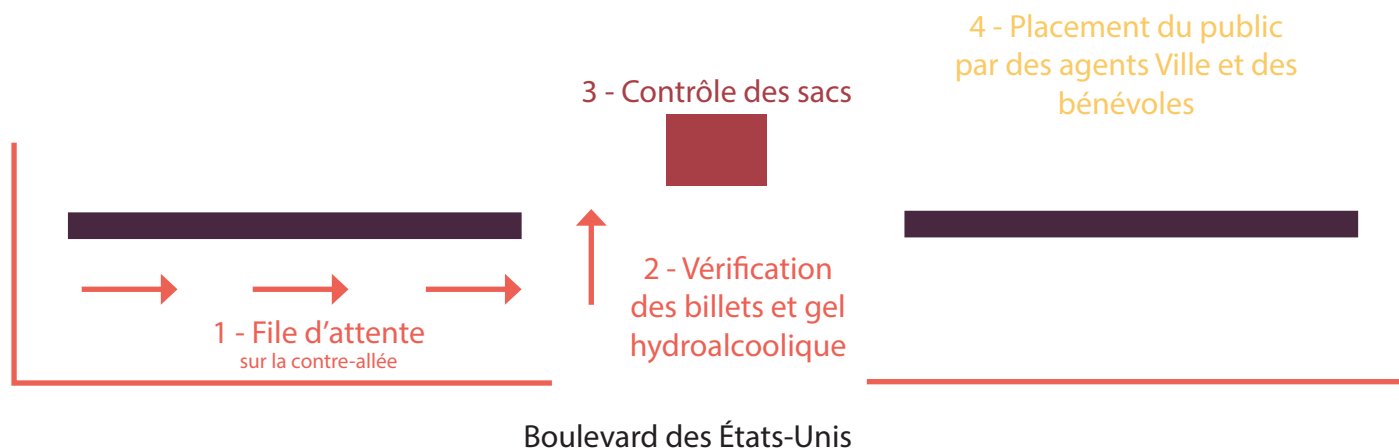 4 - Placement du public
par des agents Ville et des
bénévoles
3 - Contrôle des sacs
2 - Vérification
des billets et gel
hydroalcoolique
1 - File d’attente
sur la contre-allée
Boulevard des États-Unis